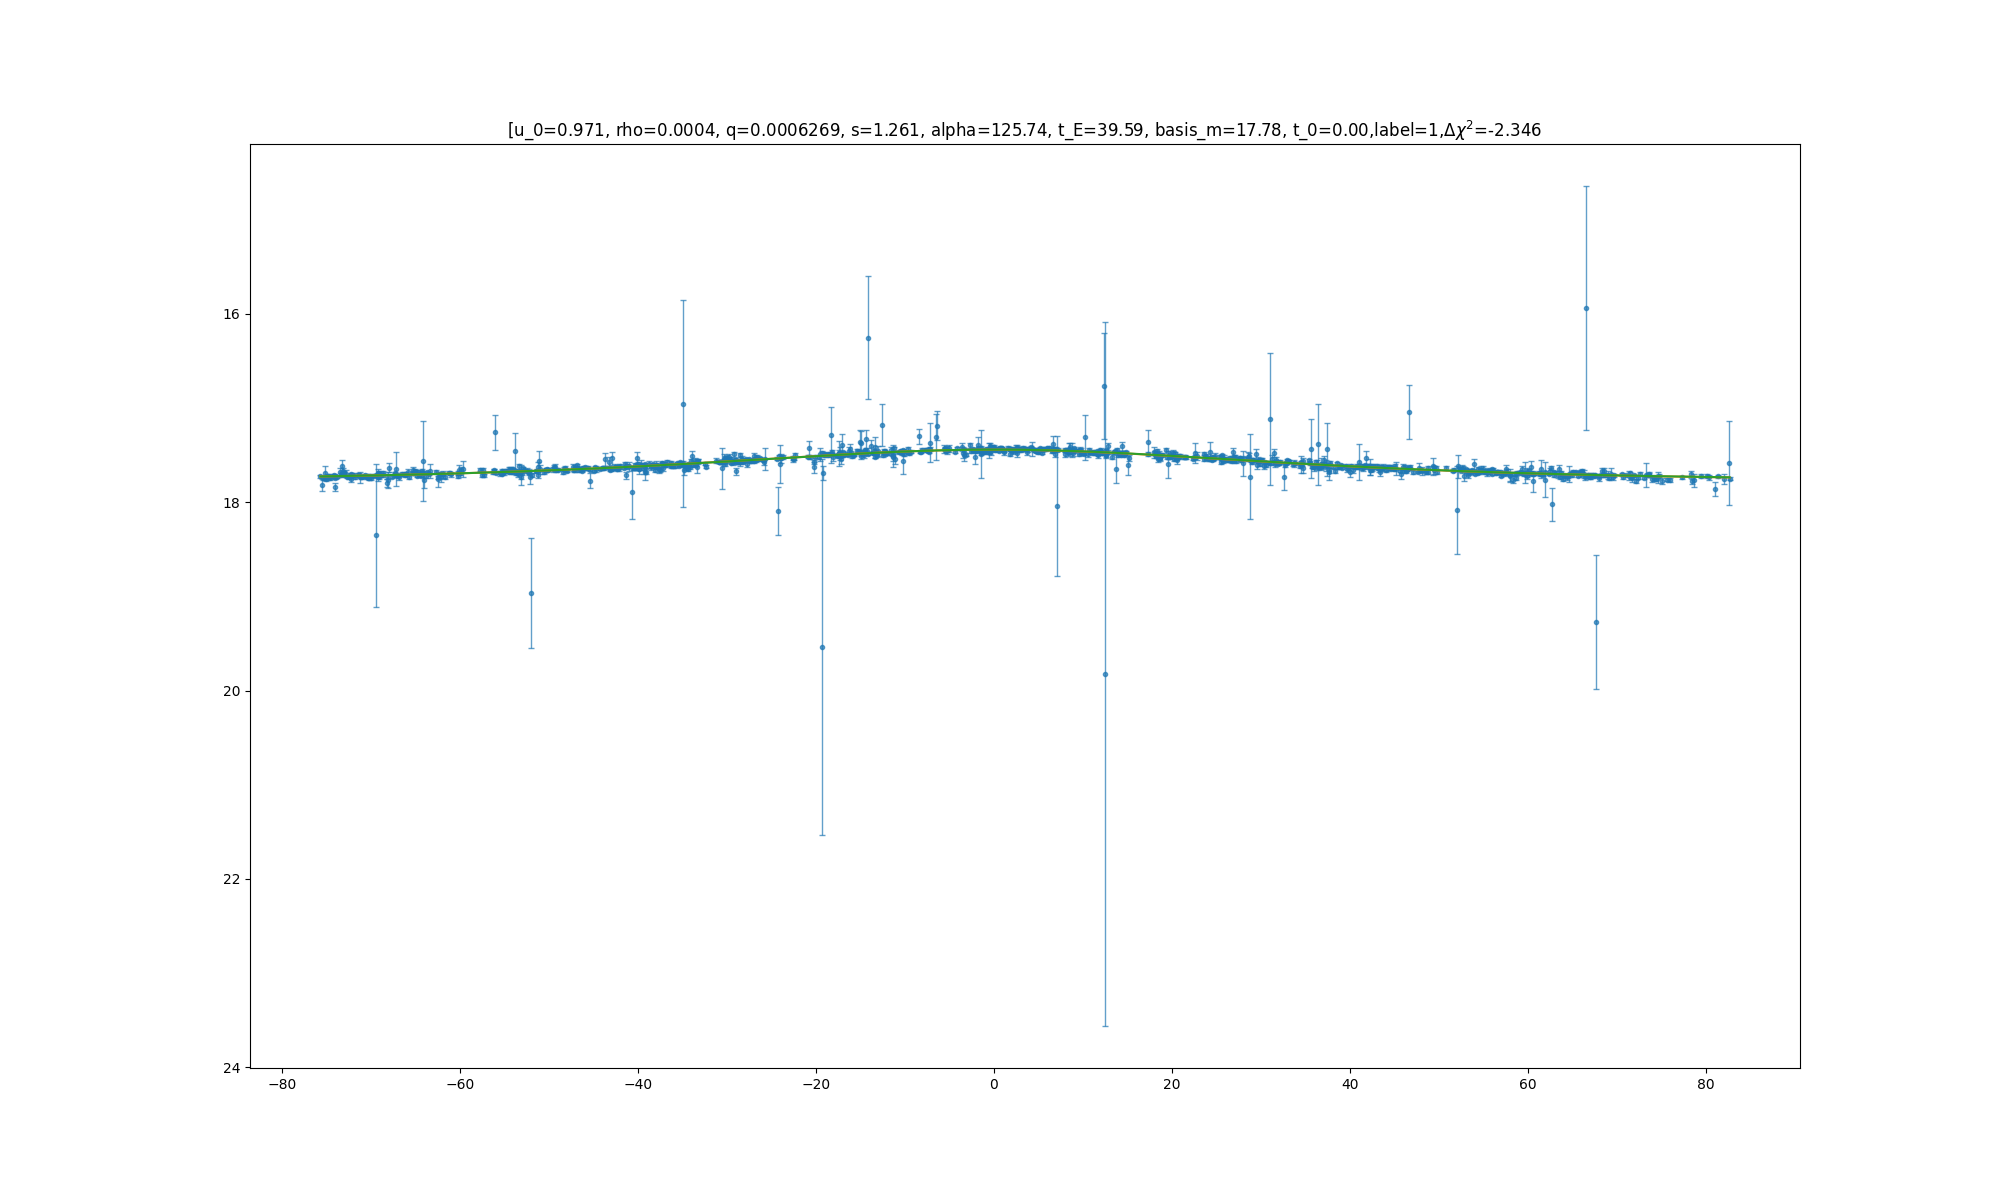 [u_0=0.971, rho=0.0004, q=0.0006269, s=1.261, alpha=125.74, t_E=39.59, basis_m=17.78, t_0=0.00,label=1,Δχ²=-2.346
16
18
20
22
24
−80 −60 −40 −20 0 20 40 60 80